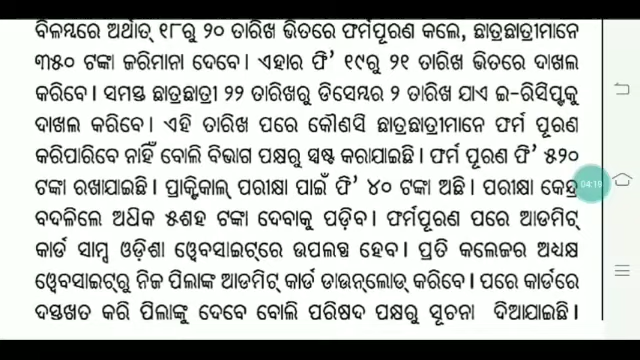 ବିଳମ୍ବରେ ଅର୍ଥାତ୍ ୧୮ରୁ ୨୦ ତାରିଖ ଭିତରେ ଫର୍ମପୂରଣ କଲେ, ଛାତ୍ରଛାତ୍ରୀମାନେ
୩୫୦ ଟଙ୍କା ଜରିମାନା ଦେବେ। ଏହାର ଫି' ୧୯ରୁ ୨୧ ତାରିଖ ଭିତରେ ଦାଖଲ
କରିବେ। ସମସ୍ତ ଛାତ୍ରଛାତ୍ରୀ ୨୨ ତାରିଖରୁ ଡିସେମ୍ବର ୨ ତାରିଖ ଯାଏ ଇ-ରିସିପ୍ଟକୁ
ଦାଖଲ କରିବେ। ଏହି ତାରିଖ ପରେ କୌଣସି ଛାତ୍ରଛାତ୍ରୀମାନେ ଫର୍ମ ପୂରଣ
କରିପାରିବେ ନାହିଁ ବୋଲି ବିଭାଗ ପକ୍ଷରୁ ସ୍ପଷ୍ଟ କରାଯାଇଛି। ଫର୍ମ ପୂରଣ ଫି' ୫୨୦
ଟଙ୍କା ରଖାଯାଇଛି। ପ୍ରାକ୍ଟିକାଲ୍ ପରୀକ୍ଷା ପାଇଁ ଫି' ୪୦ ଟଙ୍କା ଅଛି। ପରୀକ୍ଷା କେନ୍ଦ୍ର
04:19
ବଦଳିଲେ ଅଧିକ ୫ଶହ ଟଙ୍କା ଦେବାକୁ ପଡ଼ିବ। ଫର୍ମପୂରଣ ପରେ ଆଡମିଟ୍
କାର୍ଡ ସାମ୍ସ ଓଡ଼ିଶା ୱେବସାଇଟ୍‌ରେ ଉପଲବ୍ଧ ହେବ। ପ୍ରତି କଲେଜର ଅଧ୍ୟକ୍ଷ
ୱେବସାଇଟ୍‌ରୁ ନିଜ ପିଲାଙ୍କ ଆଡମିଟ୍ କାର୍ଡ ଡାଉନ୍‌ଲୋଡ୍ କରିବେ। ପରେ କାର୍ଡରେ
ଦସ୍ତଖତ କରି ପିଲାଙ୍କୁ ଦେବେ ବୋଲି ପରିଷଦ ପକ୍ଷରୁ ସୂଚନା ଦିଆଯାଇଛି।